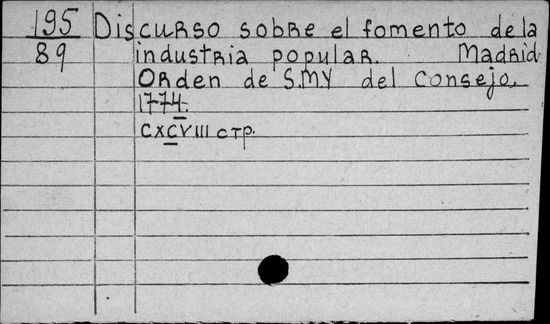 195 Discurso sobre el fomento de la
89 industria popular. Madrid
Orden de S.M.Y del Consejo,
1774.
CXCVIII стр.